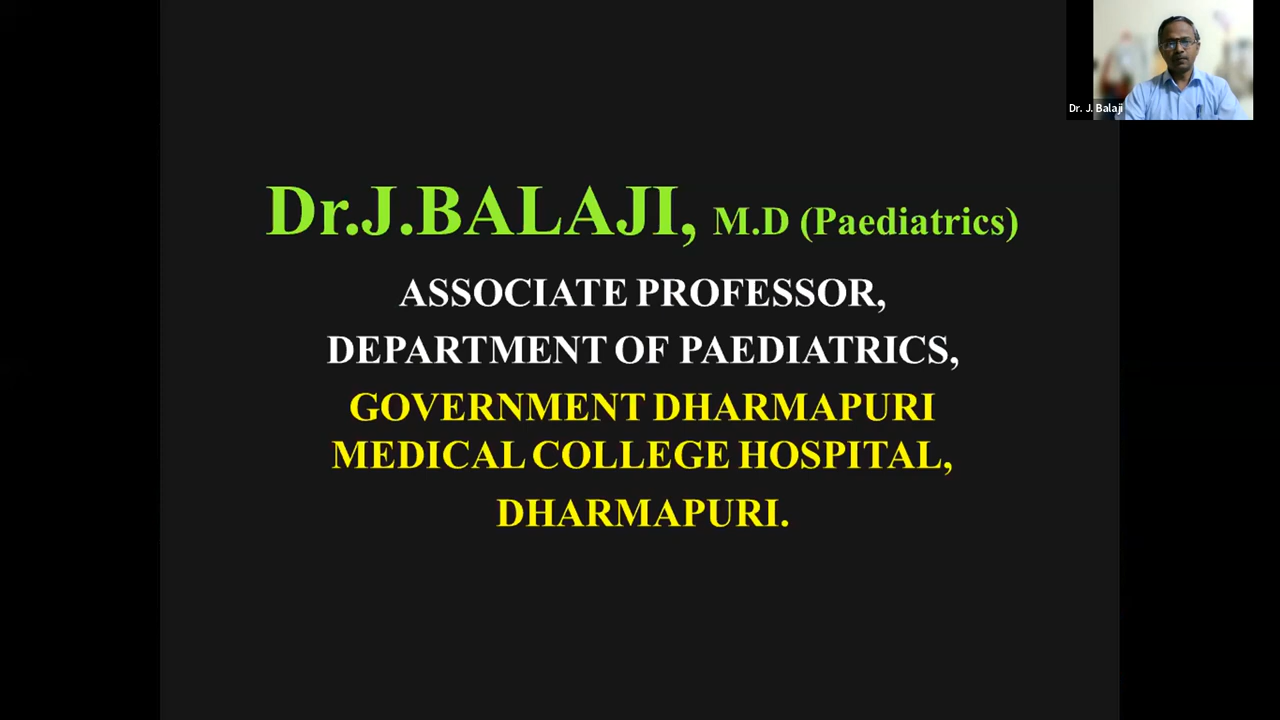 Dr. J. Balaji
Dr.J.BALAJI, M.D (Paediatrics)
ASSOCIATE PROFESSOR,
DEPARTMENT OF PAEDIATRICS,
GOVERNMENT DHARMAPURI
MEDICAL COLLEGE HOSPITAL,
DHARMAPURI.